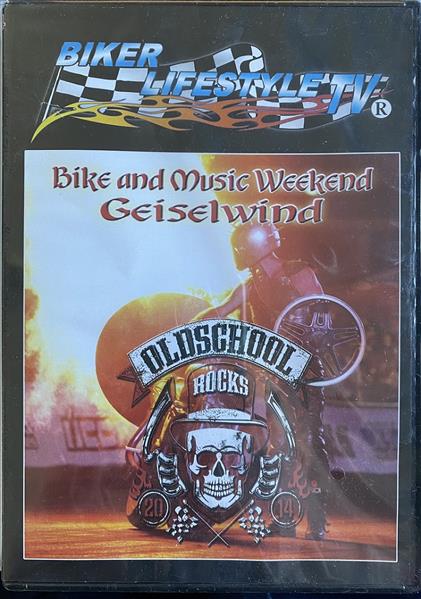 BIKER
LIFESTYLE TV®
Bike and Music Weekend
Geiselwind
OLDSCHOOL
ROCKS
20 14